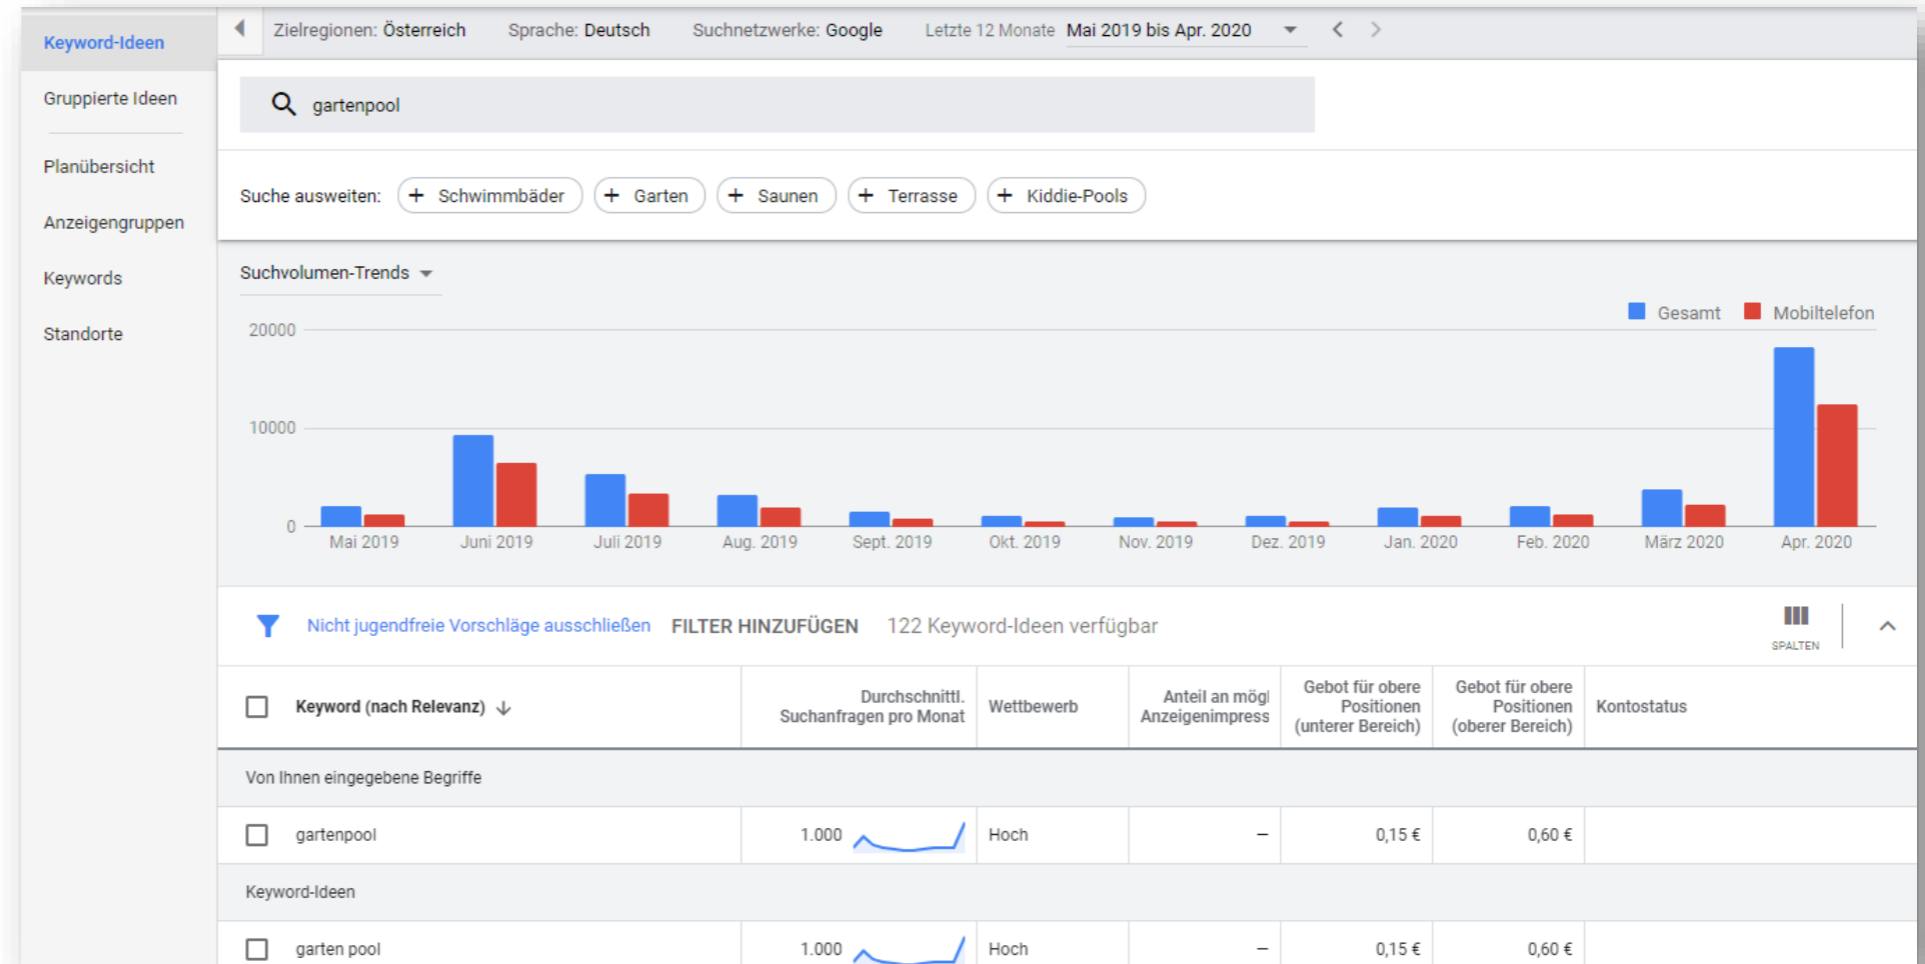 Keyword-Ideen
Gruppierte Ideen
Planübersicht
Anzeigengruppen
Keywords
Standorte
Zielregionen: Österreich Sprache: Deutsch Suchnetzwerke: Google Letzte 12 Monate Mai 2019 bis Apr. 2020
gartenpool
Suche ausweiten: + Schwimmbäder + Garten + Saunen + Terrasse + Kiddie-Pools
Suchvolumen-Trends
Gesamt Mobiltelefon
20000
10000
0
Mai 2019 Juni 2019 Juli 2019 Aug. 2019 Sept. 2019 Okt. 2019 Nov. 2019 Dez. 2019 Jan. 2020 Feb. 2020 März 2020 Apr. 2020
Nicht jugendfreie Vorschläge ausschließen FILTER HINZUFÜGEN 122 Keyword-Ideen verfügbar
SPALTEN
Keyword (nach Relevanz)
Durchschnittl.
Suchanfragen pro Monat
Wettbewerb
Anteil an mögl
Anzeigenimpress
Gebot für obere
Positionen
(unterer Bereich)
Gebot für obere
Positionen
(oberer Bereich)
Kontostatus
Von Ihnen eingegebene Begriffe
gartenpool 1.000 Hoch – 0,15 € 0,60 €
Keyword-Ideen
garten pool 1.000 Hoch – 0,15 € 0,60 €